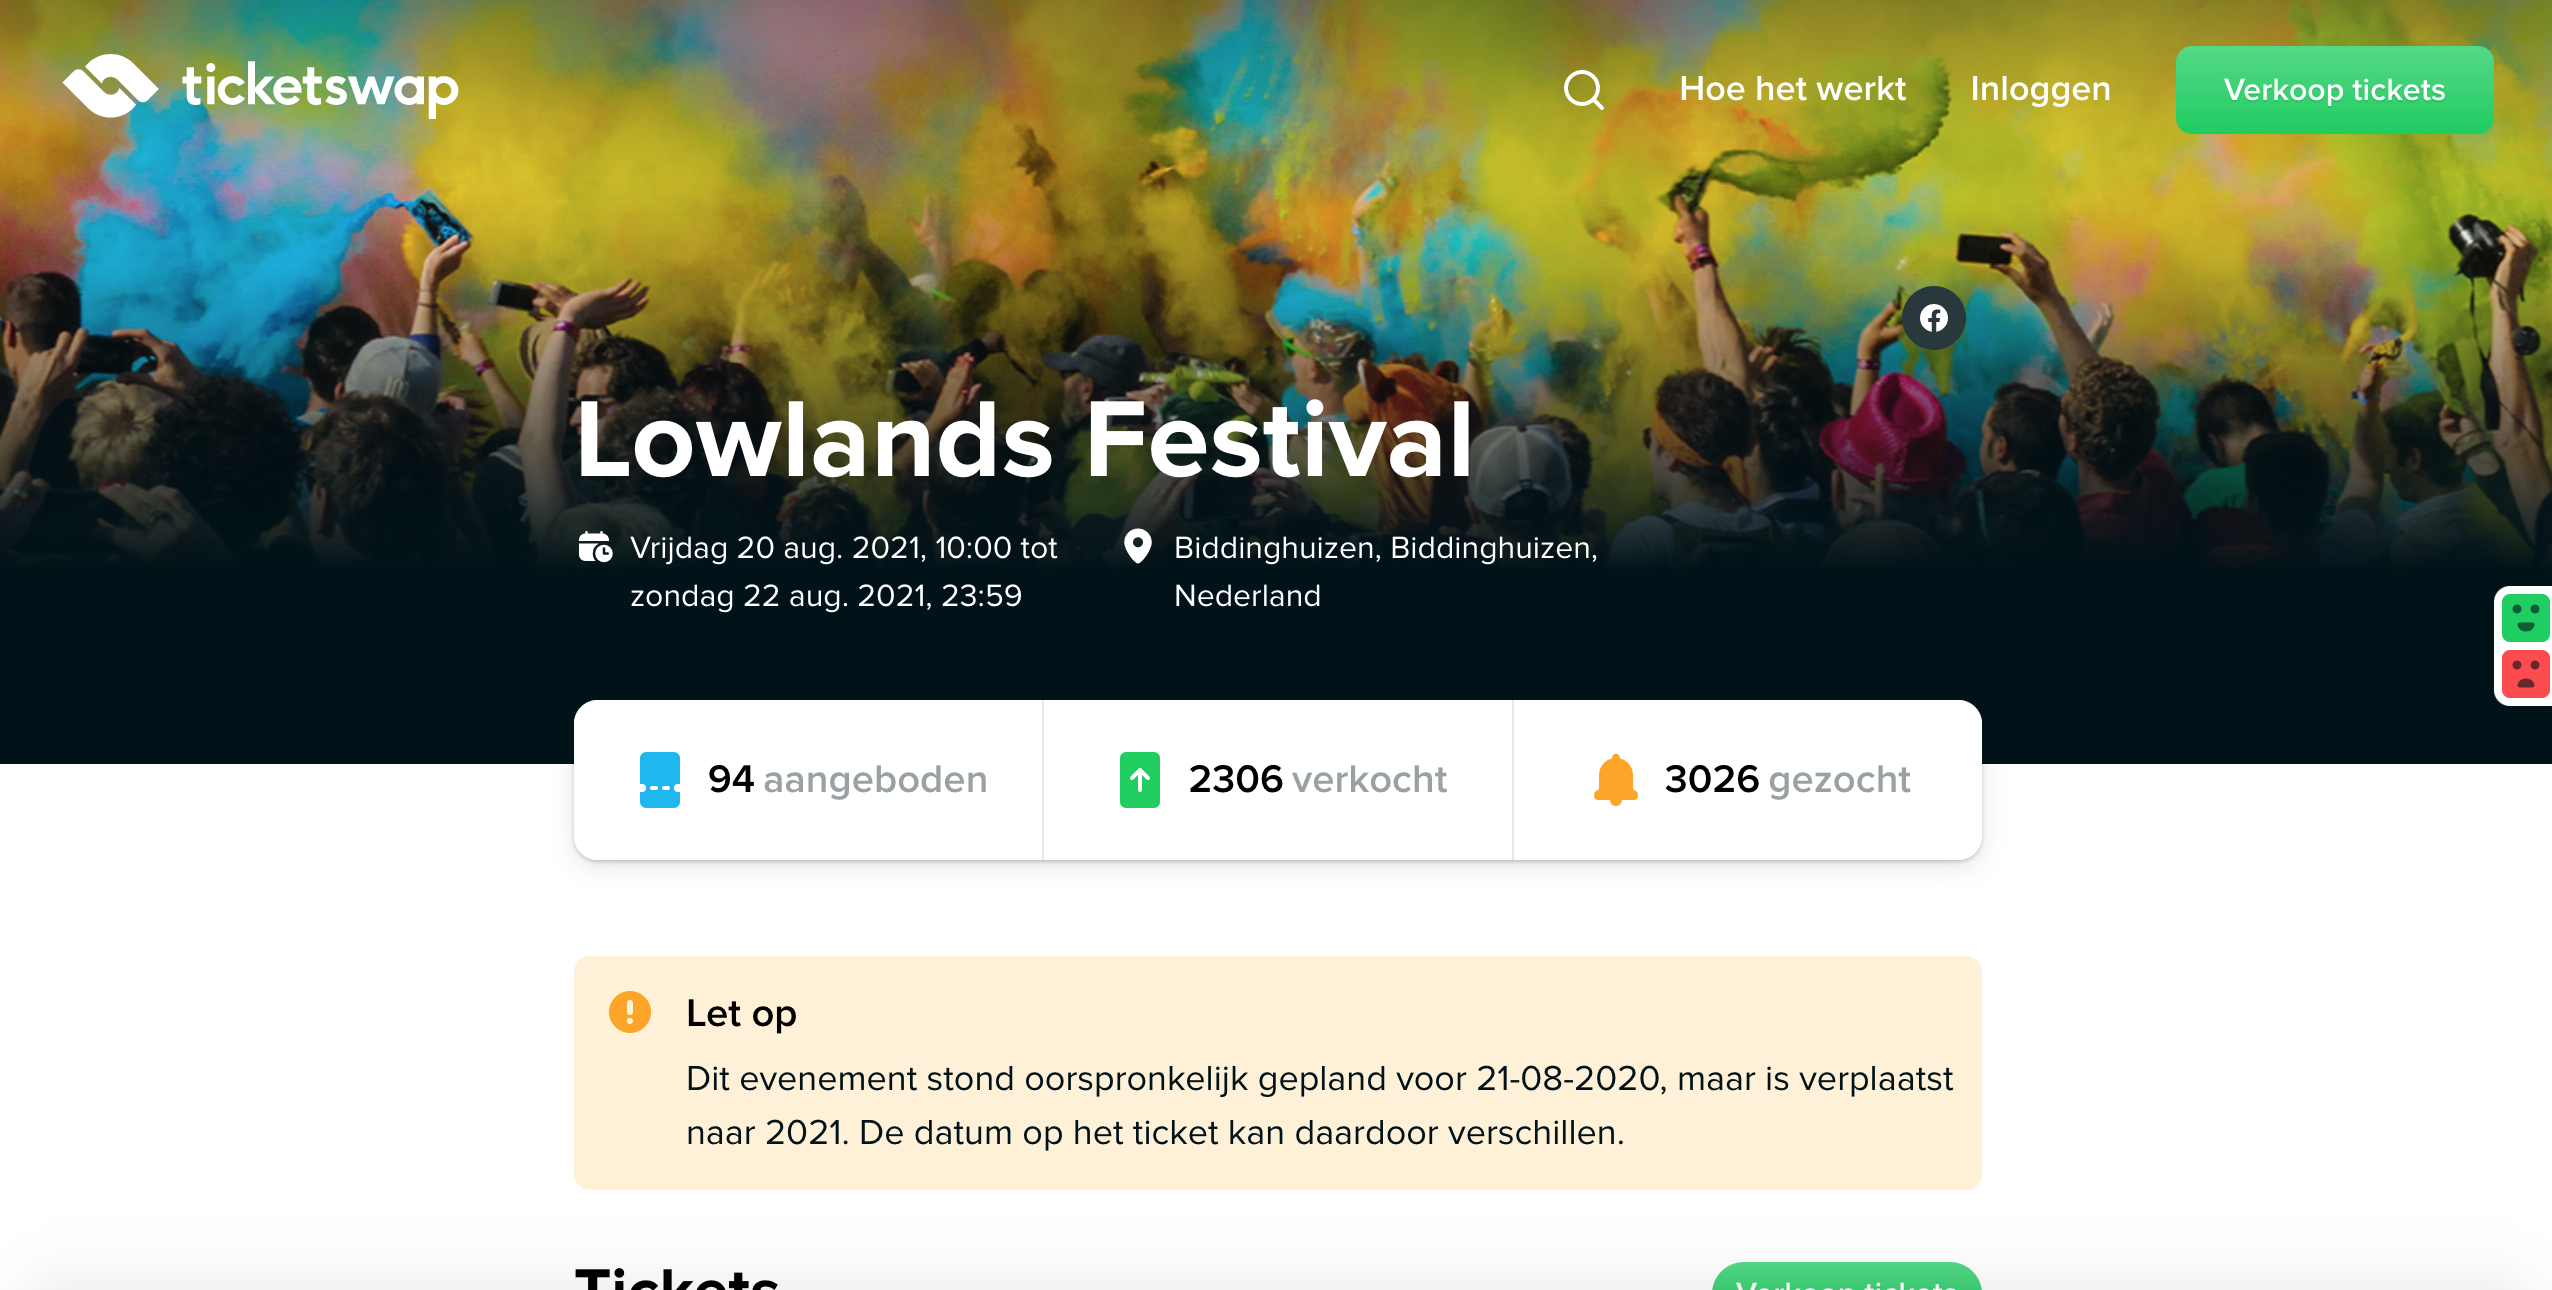 ticketswap
Hoe het werkt
Inloggen
Verkoop tickets
Lowlands Festival
Vrijdag 20 aug. 2021, 10:00 tot
zondag 22 aug. 2021, 23:59
Biddinghuizen, Biddinghuizen,
Nederland
94 aangeboden
2306 verkocht
3026 gezocht
Let op
Dit evenement stond oorspronkelijk gepland voor 21-08-2020, maar is verplaatst
naar 2021. De datum op het ticket kan daardoor verschillen.
Tickets
Verkoop tickets